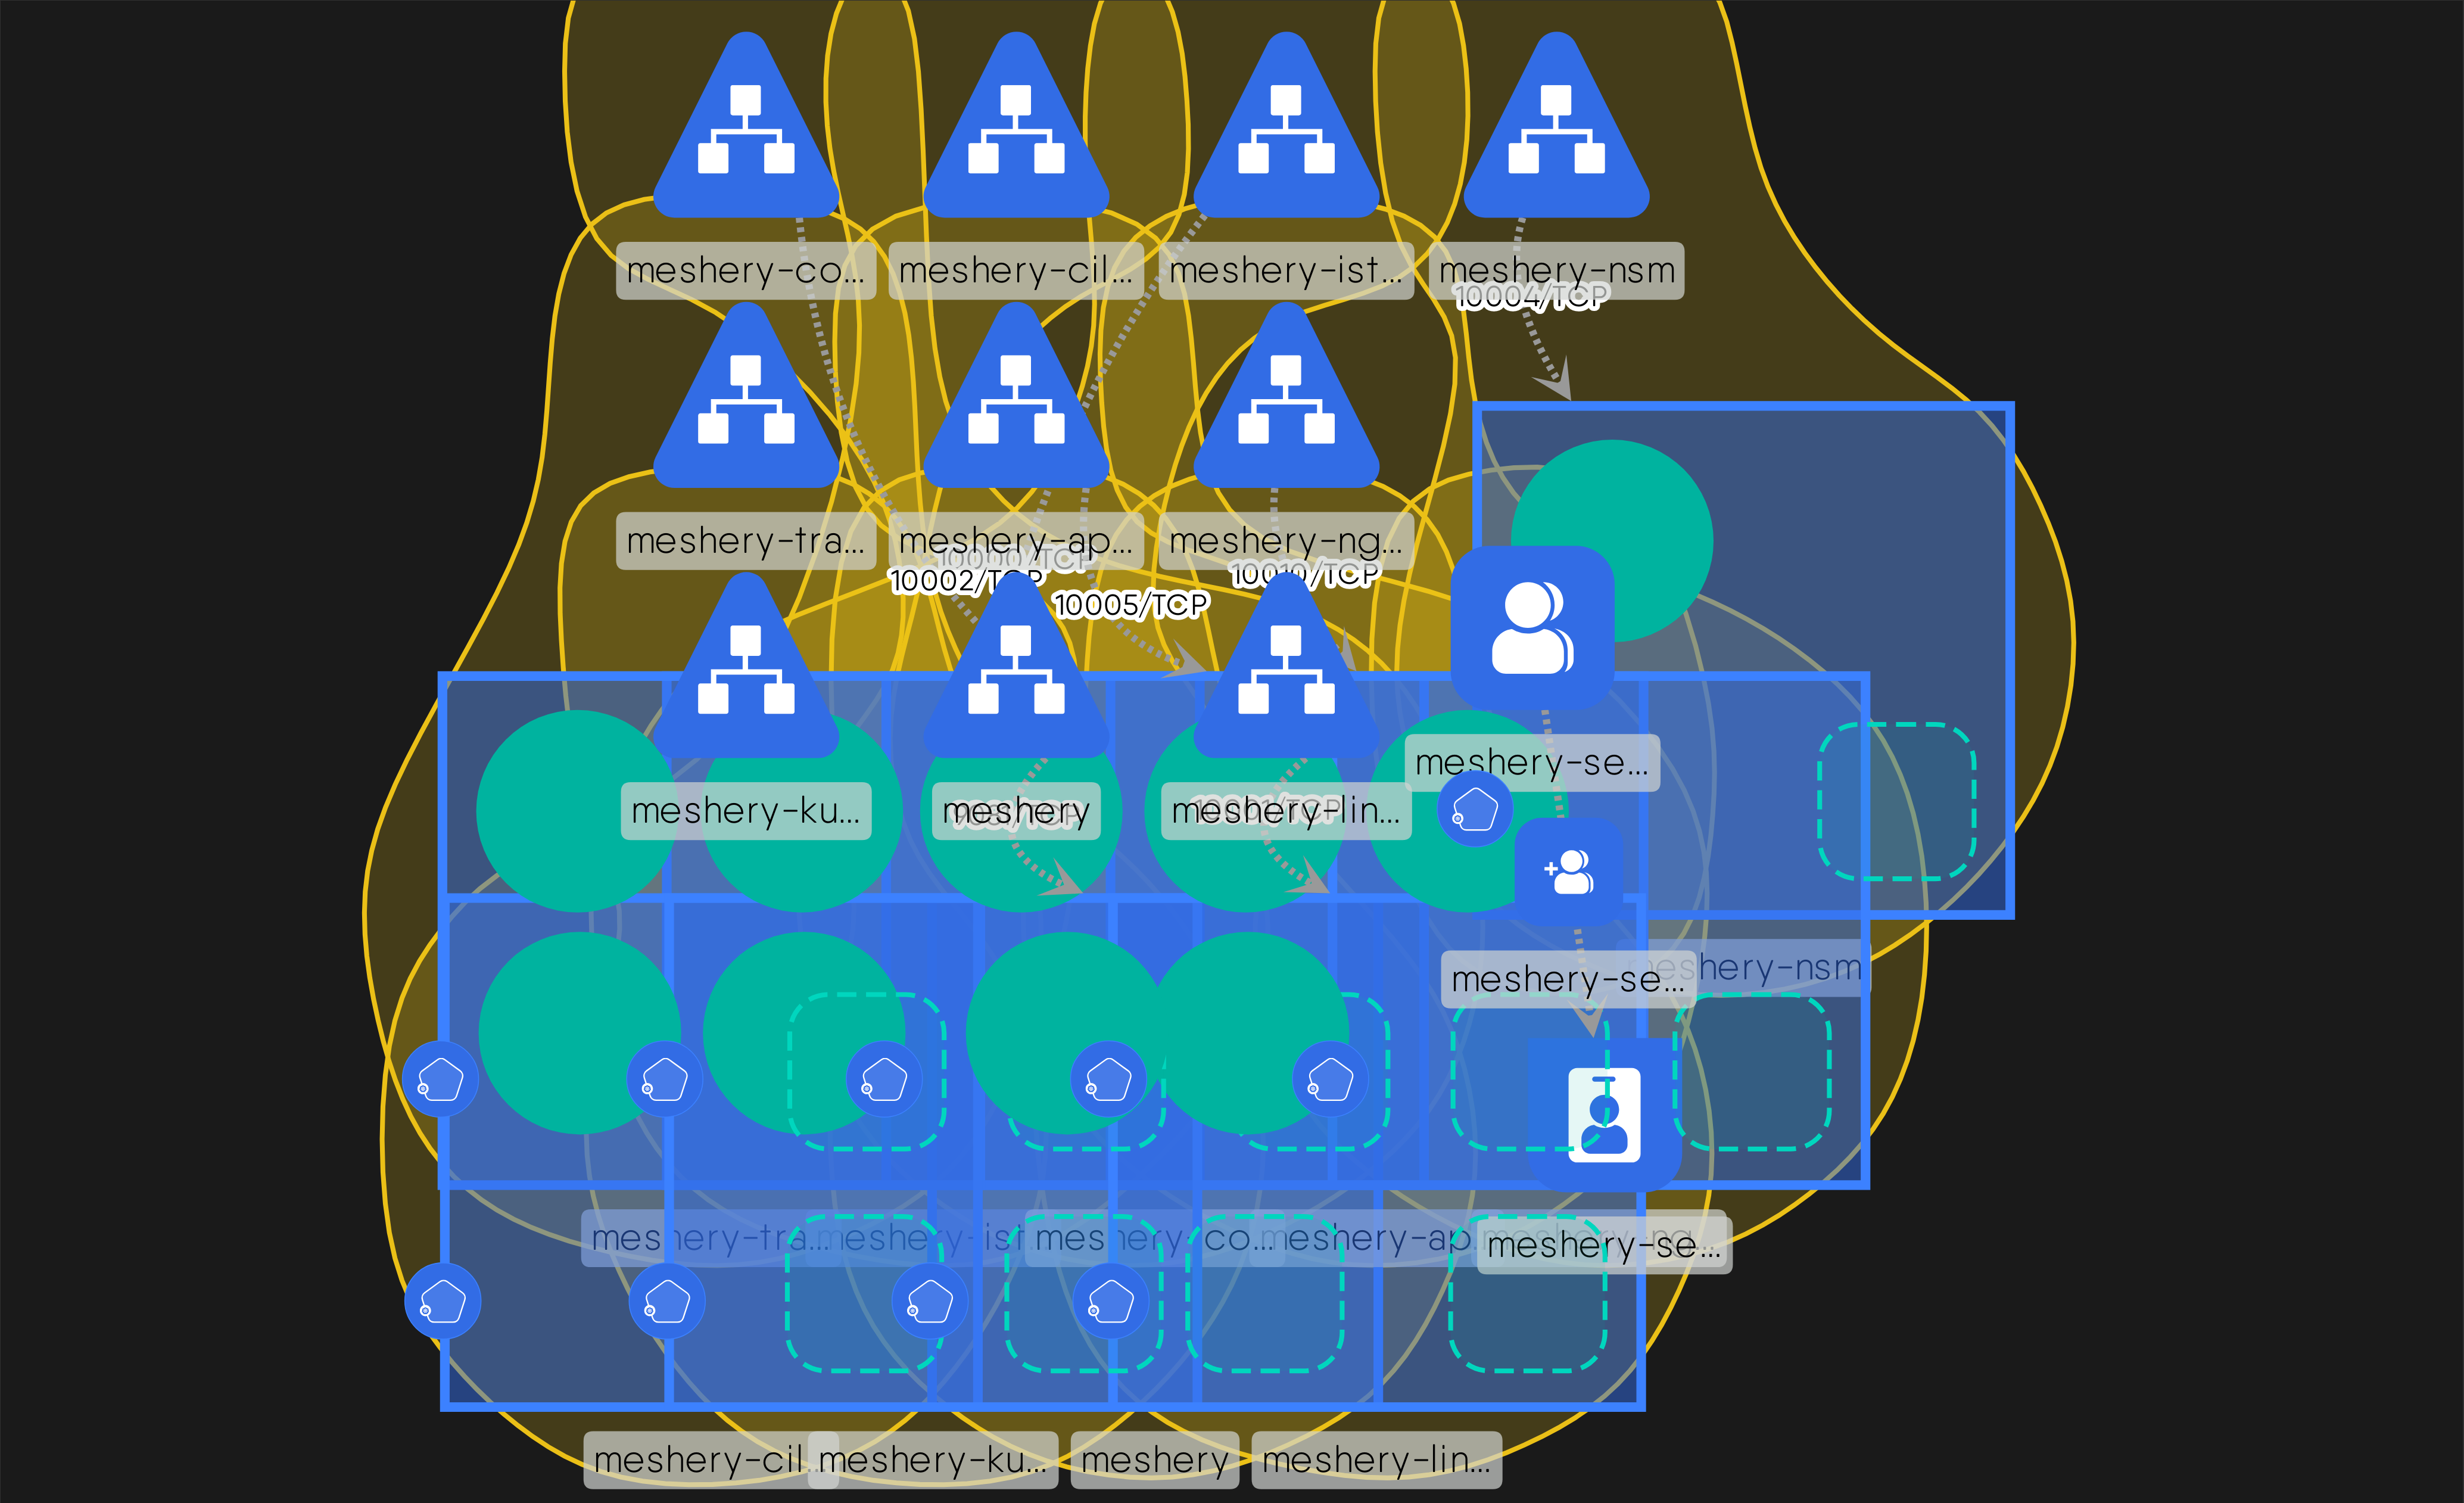 meshery-co...
meshery-cil...
meshery-ist...
meshery-nsm
10004/TCP
meshery-tra...
meshery-ap...
meshery-ng...
10000/TCP
10002/TCP
10010/TCP
10005/TCP
meshery-se...
meshery-ku...
meshery
meshery-lin...
10001/TCP
meshery-se...
meshery-nsm
meshery-tra...
meshery-ist
meshery-co...
meshery-ap...
meshery-se...
meshery-cil...
meshery-ku...
meshery
meshery-lin...